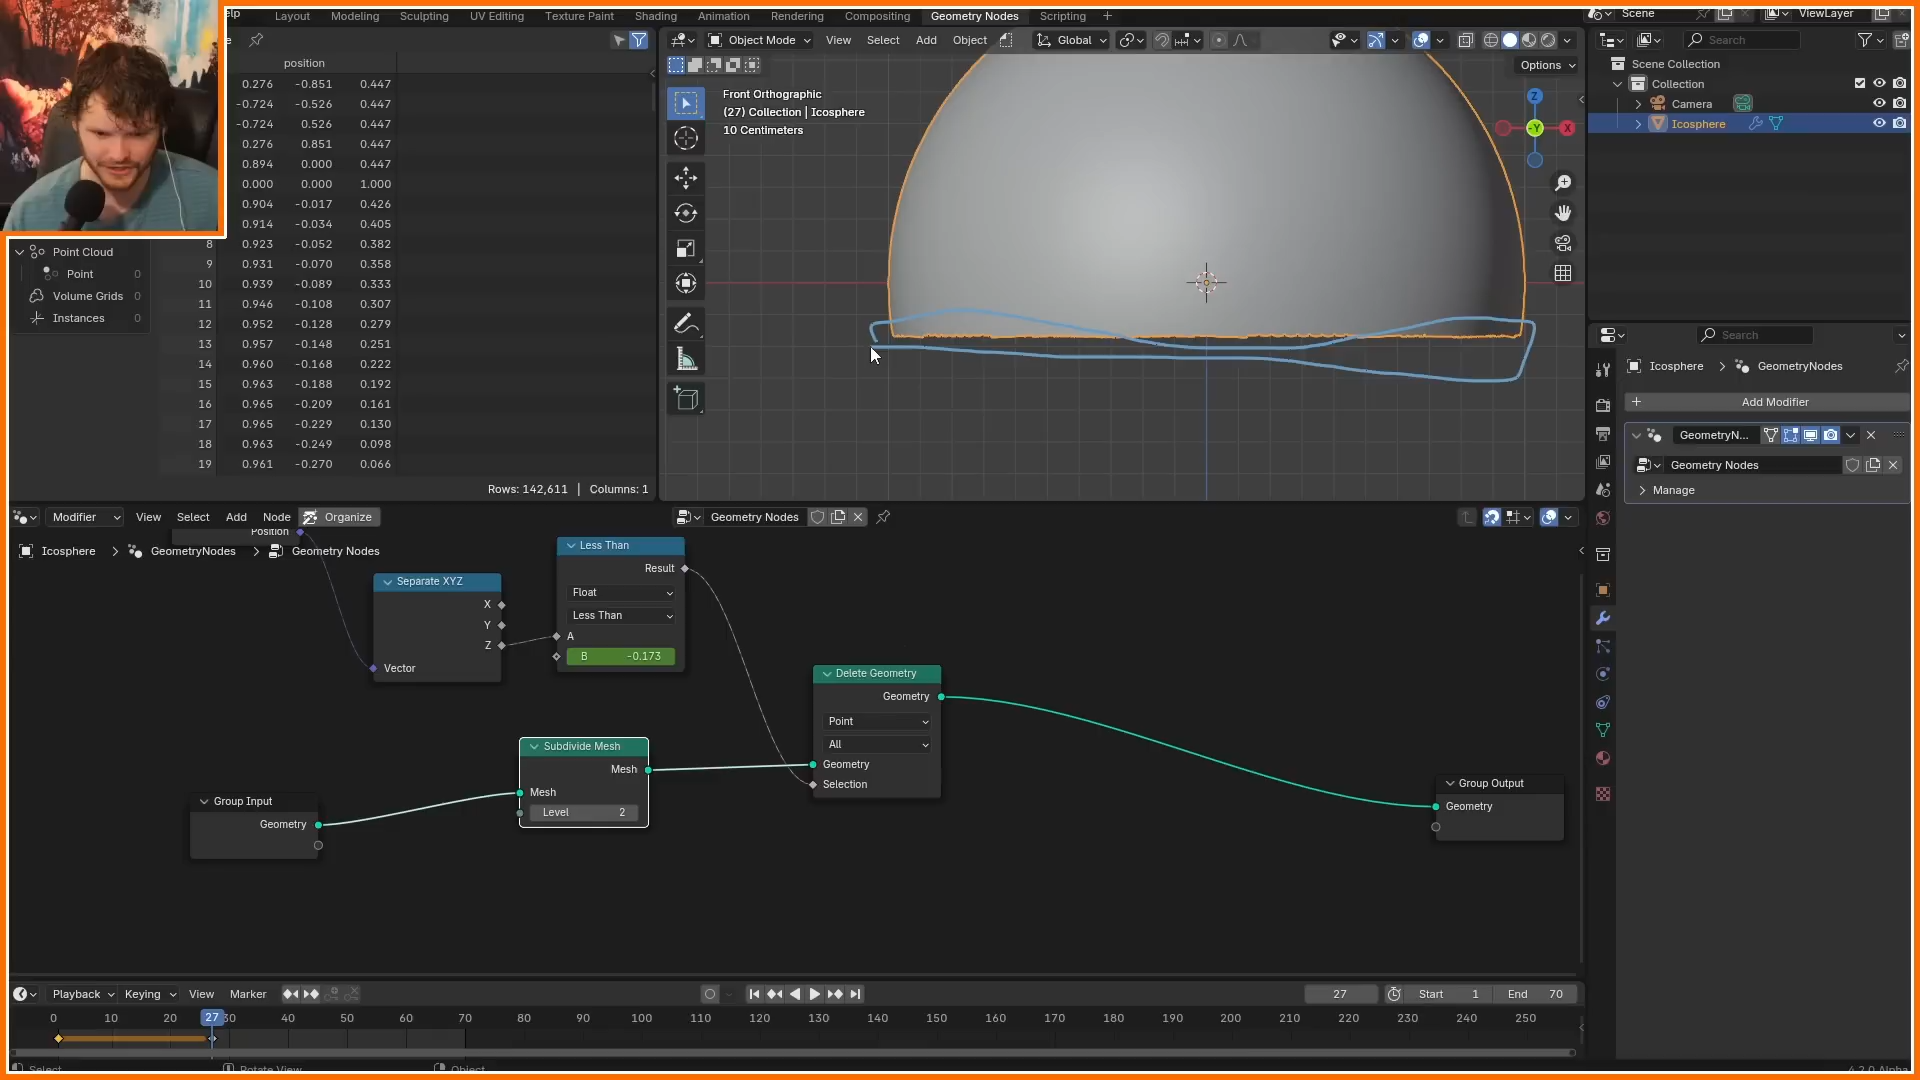 elp
Layout
Modeling
Sculpting
UV Editing
Texture Paint
Shading
Animation
Rendering
Compositing
Geometry Nodes
Scripting
Scene
ViewLayer
e
Object Mode
View
Select
Add
Object
Global
Search
position
Options
0.276 -0.851 0.447
-0.724 -0.526 0.447
-0.724 0.526 0.447
0.276 0.851 0.447
0.894 0.000 0.447
0.000 0.000 1.000
0.904 -0.017 0.426
0.914 -0.034 0.405
8 0.923 -0.052 0.382
9 0.931 -0.070 0.358
10 0.939 -0.089 0.333
11 0.946 -0.108 0.307
12 0.952 -0.128 0.279
13 0.957 -0.148 0.251
14 0.960 -0.168 0.222
15 0.963 -0.188 0.192
16 0.965 -0.209 0.161
17 0.965 -0.229 0.130
18 0.963 -0.249 0.098
19 0.961 -0.270 0.066
Point Cloud
Point 0
Volume Grids 0
Instances 0
Rows: 142,611 | Columns: 1
Front Orthographic
(27) Collection | Icosphere
10 Centimeters
Z
X
-Y
Scene Collection
Collection
Camera
Icosphere
Search
Icosphere > GeometryNodes
+ Add Modifier
GeometryN...
Geometry Nodes
Manage
Modifier
View
Select
Add
Node
Organize
Geometry Nodes
Position
Icosphere > GeometryNodes > Geometry Nodes
Separate XYZ
X
Y
Z
Vector
Less Than
Result
Float
Less Than
A
B -0.173
Subdivide Mesh
Mesh
Mesh
Level 2
Group Input
Geometry
Delete Geometry
Geometry
Point
All
Geometry
Selection
Group Output
Geometry
Playback
Keying
View
Marker
27
Start 1
End 70
0 10 20 27 30 40 50 60 70 80 90 100 110 120 130 140 150 160 170 180 190 200 210 220 230 240 250
Select
Rotate View
Object
4.2.0 Alpha